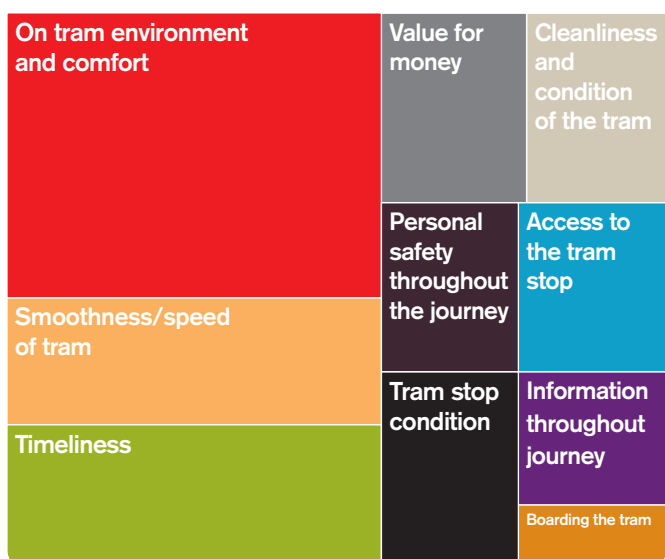 On tram environment
and comfort
Value for
money
Cleanliness
and
condition
of the tram
Personal
safety
throughout
the journey
Access to
the tram
stop
Smoothness/speed
of tram
Tram stop
condition
Information
throughout
journey
Timeliness
Boarding the tram